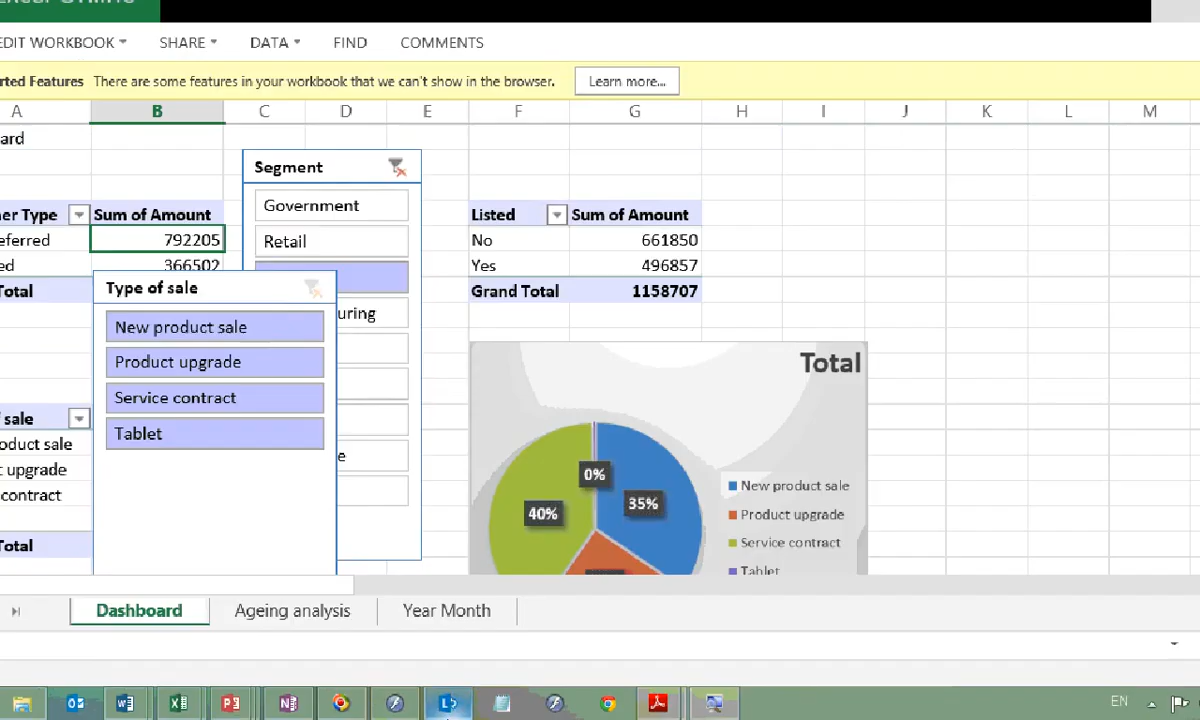 EDIT WORKBOOK SHARE DATA FIND COMMENTS
rted Features There are some features in your workbook that we can't show in the browser. Learn more...
A B C D E F G H I J K L M
ard
Segment
Government
Retail
uring
e
er Type Sum of Amount
eferred 792205
ed 366502
Total
Type of sale
New product sale
Product upgrade
Service contract
Tablet
Listed Sum of Amount
No 661850
Yes 496857
Grand Total 1158707
sale
oduct sale
t upgrade
contract
Total
Total
0%
35%
40%
New product sale
Product upgrade
Service contract
Tablet
Dashboard Ageing analysis Year Month
EN